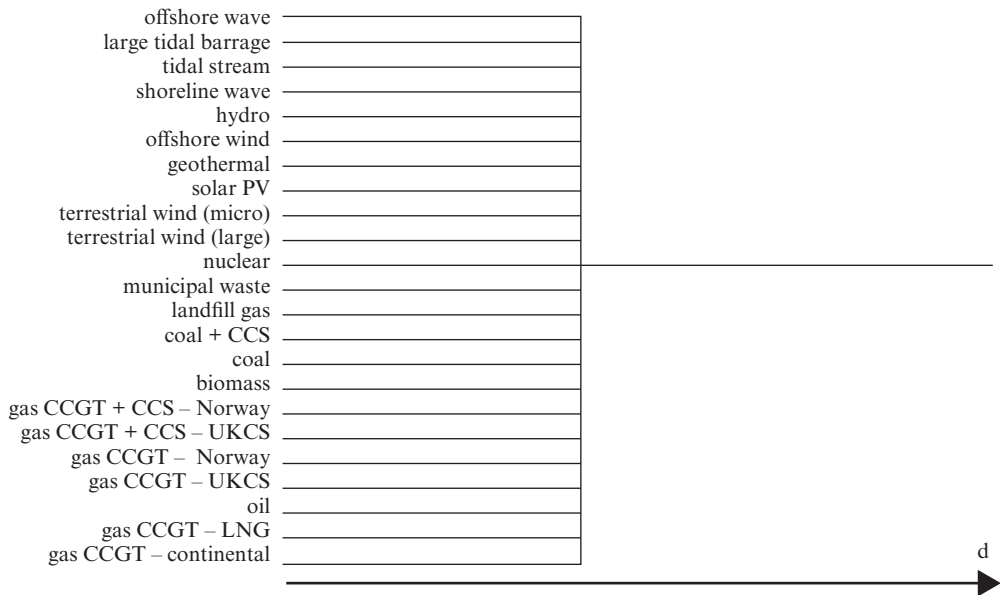 offshore wave
large tidal barrage
tidal stream
shoreline wave
hydro
offshore wind
geothermal
solar PV
terrestrial wind (micro)
terrestrial wind (large)
nuclear
municipal waste
landfill gas
coal + CCS
coal
biomass
gas CCGT + CCS – Norway
gas CCGT + CCS – UKCS
gas CCGT – Norway
gas CCGT – UKCS
oil
gas CCGT – LNG
gas CCGT – continental
d